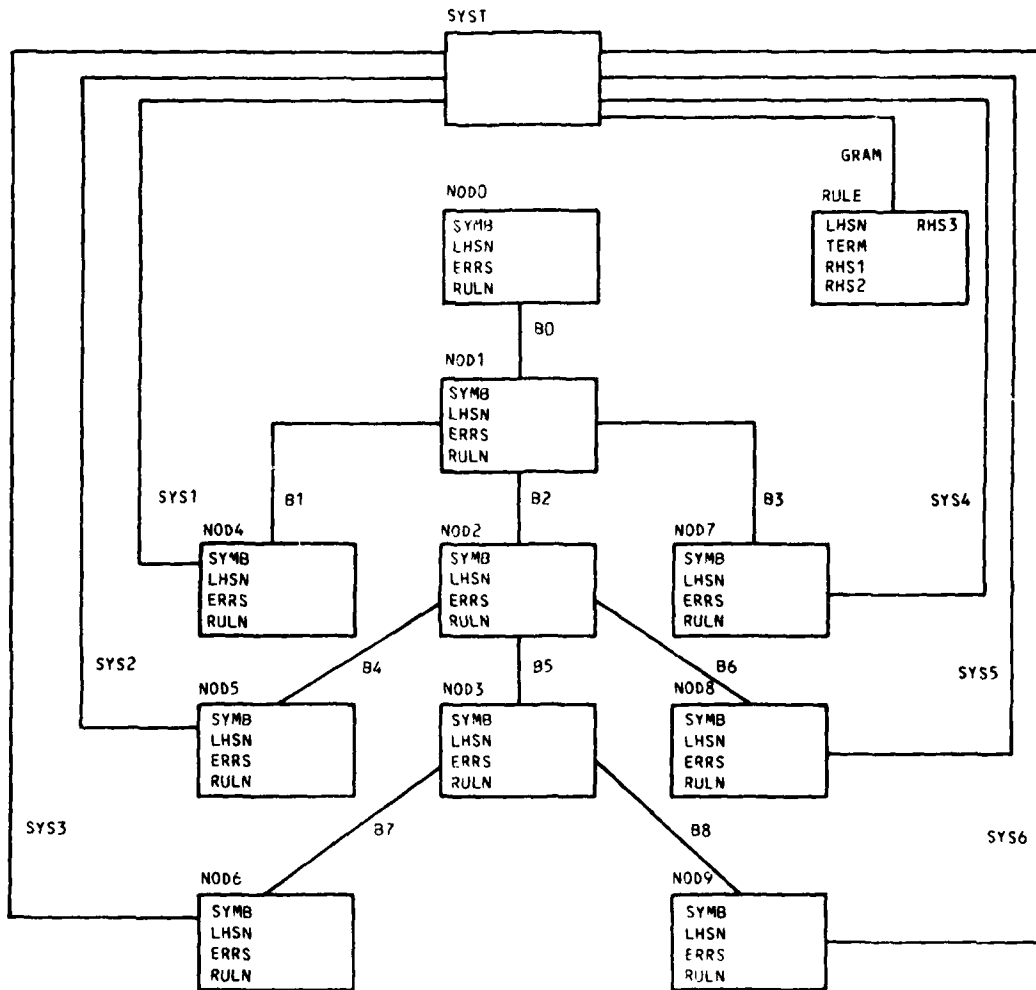 SYST
GRAM
NOD0
RULE
SYMB
LHSN
ERRS
RULN
LHSN RHS3
TERM
RHS1
RHS2
B0
NOD1
SYMB
LHSN
ERRS
RULN
SYS1
B1
B2
B3
SYS4
NOD4
SYMB
LHSN
ERRS
RULN
NOD2
SYMB
LHSN
ERRS
RULN
NOD7
SYMB
LHSN
ERRS
RULN
SYS2
B4
B5
B6
SYS5
NOD5
SYMB
LHSN
ERRS
RULN
NOD3
SYMB
LHSN
ERRS
RULN
NOD8
SYMB
LHSN
ERRS
RULN
SYS3
B7
B8
SYS6
NOD6
SYMB
LHSN
ERRS
RULN
NOD9
SYMB
LHSN
ERRS
RULN